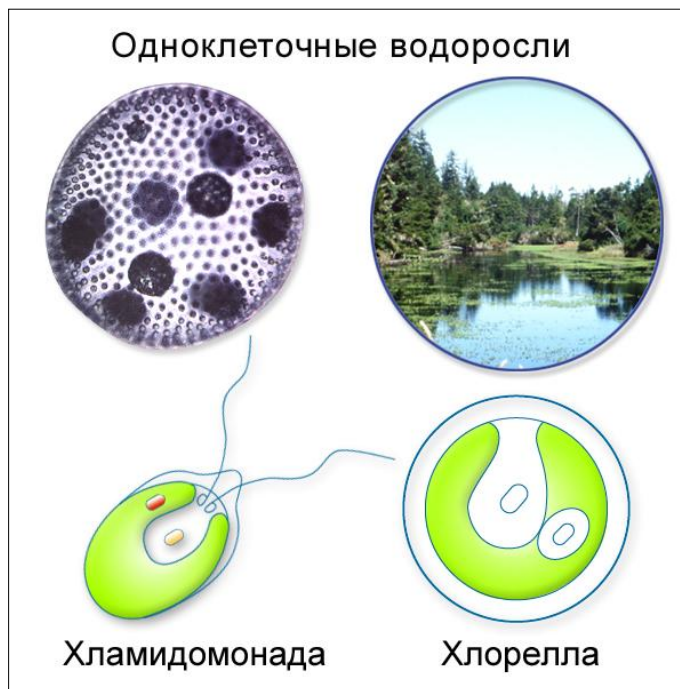 Одноклеточные водоросли
Хламидомонада
Хлорелла